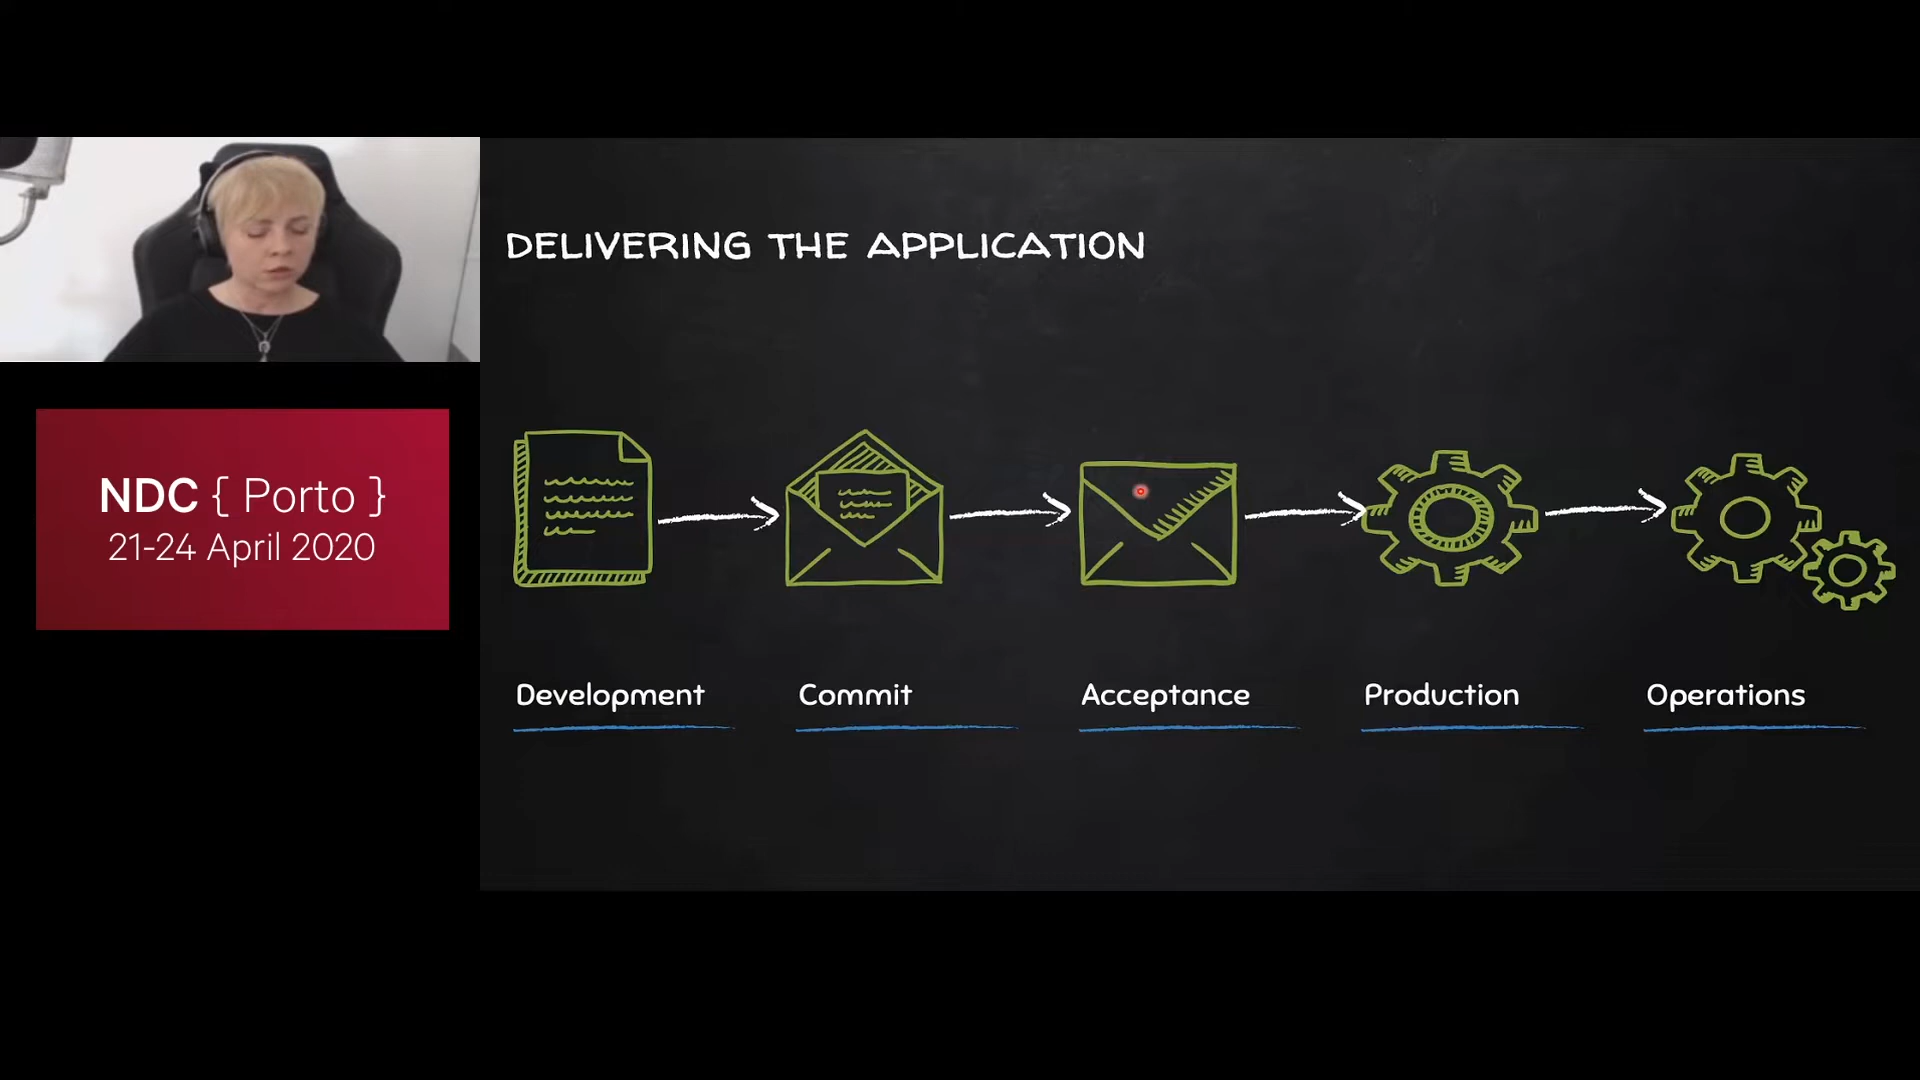 DELIVERING THE APPLICATION
NDC { Porto }
21-24 April 2020
Development
Commit
Acceptance
Production
Operations